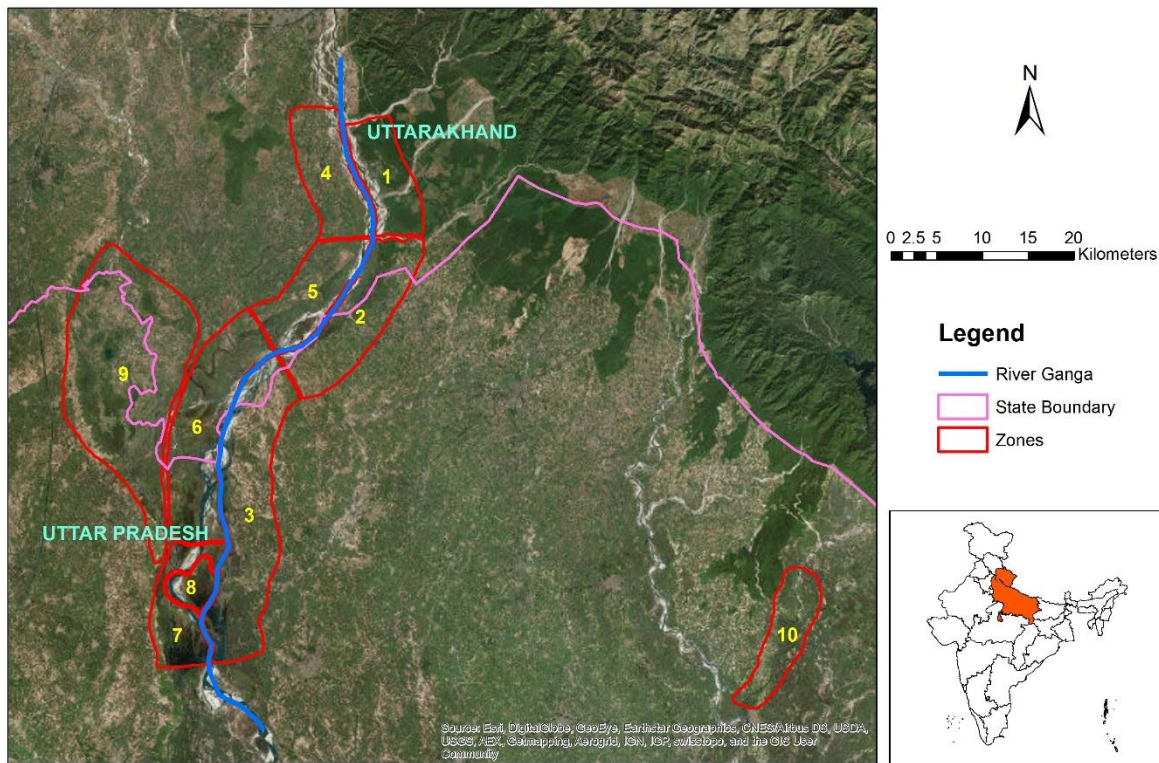 UTTARAKHAND
4
1
5
2
9
6
3
UTTAR PRADESH
8
7
10
Source: Esri, DigitalGlobe, GeoEye, Earthstar Geographics, CNES/Airbus DS, USDA,
USGS, AEX, Getmapping, Aerogrid, IGN, IGP, swisstopo, and the GIS User
Community
N
0 2.5 5 10 15 20
Kilometers
Legend
River Ganga
State Boundary
Zones